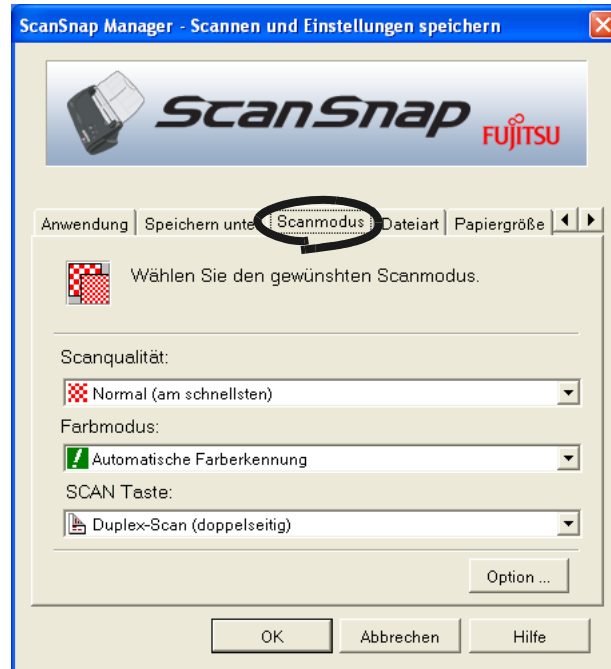 ScanSnap Manager - Scannen und Einstellungen speichern
ScanSnap
FUJITSU
Anwendung Speichern unte Scanmodus Dateiart Papiergröße
Wählen Sie den gewünshten Scanmodus.
Scanqualität:
Normal (am schnellsten)
Farbmodus:
Automatische Farberkennung
SCAN Taste:
Duplex-Scan (doppelseitig)
Option ...
OK Abbrechen Hilfe